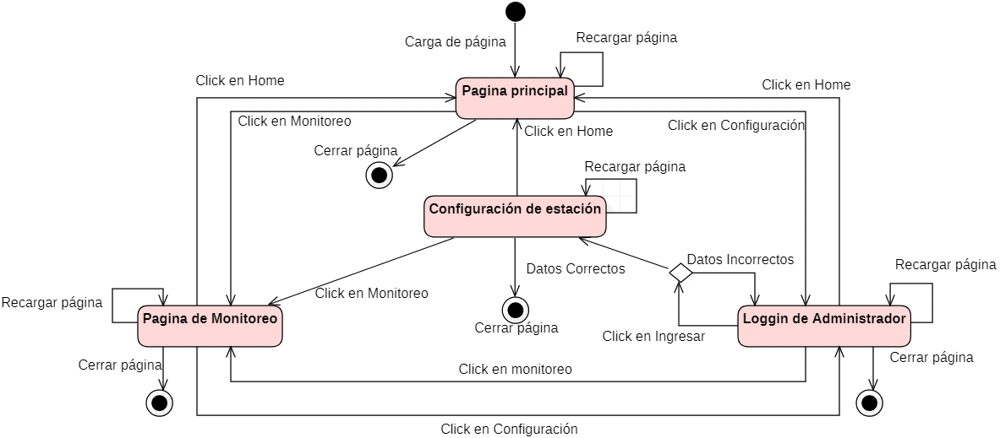 Carga de página
Recargar página
Click en Home
Pagina principal
Click en Home
Click en Monitoreo
Click en Home
Click en Configuración
Cerrar página
Recargar página
Configuración de estación
Datos Correctos
Datos Incorrectos
Recargar página
Click en Monitoreo
Recargar página
Pagina de Monitoreo
Cerrar página
Click en Ingresar
Loggin de Administrador
Cerrar página
Click en monitoreo
Cerrar página
Click en Configuración